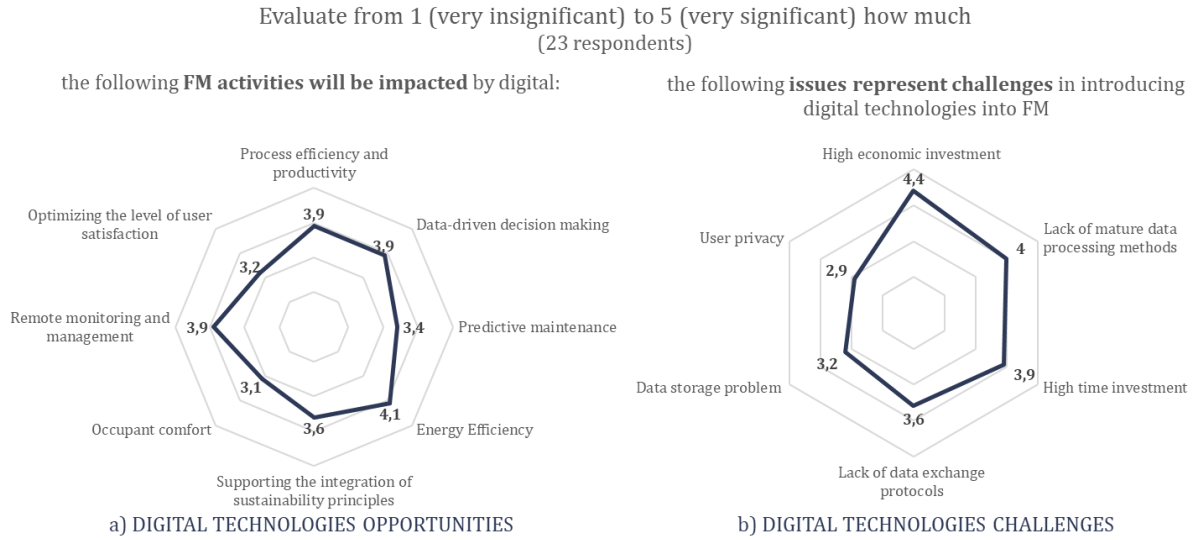 Evaluate from 1 (very insignificant) to 5 (very significant) how much
(23 respondents)
the following FM activities will be impacted by digital:
Process efficiency and
productivity
Optimizing the level of user
satisfaction
Data-driven decision making
Remote monitoring and
management
Predictive maintenance
Occupant comfort
Energy Efficiency
Supporting the integration of
sustainability principles
3,9
3,9
3,4
4,1
3,6
3,1
3,9
3,2
a) DIGITAL TECHNOLOGIES OPPORTUNITIES
the following issues represent challenges in introducing
digital technologies into FM
High economic investment
User privacy
Lack of mature data
processing methods
Data storage problem
High time investment
Lack of data exchange
protocols
4,4
4
3,9
3,6
3,2
2,9
b) DIGITAL TECHNOLOGIES CHALLENGES